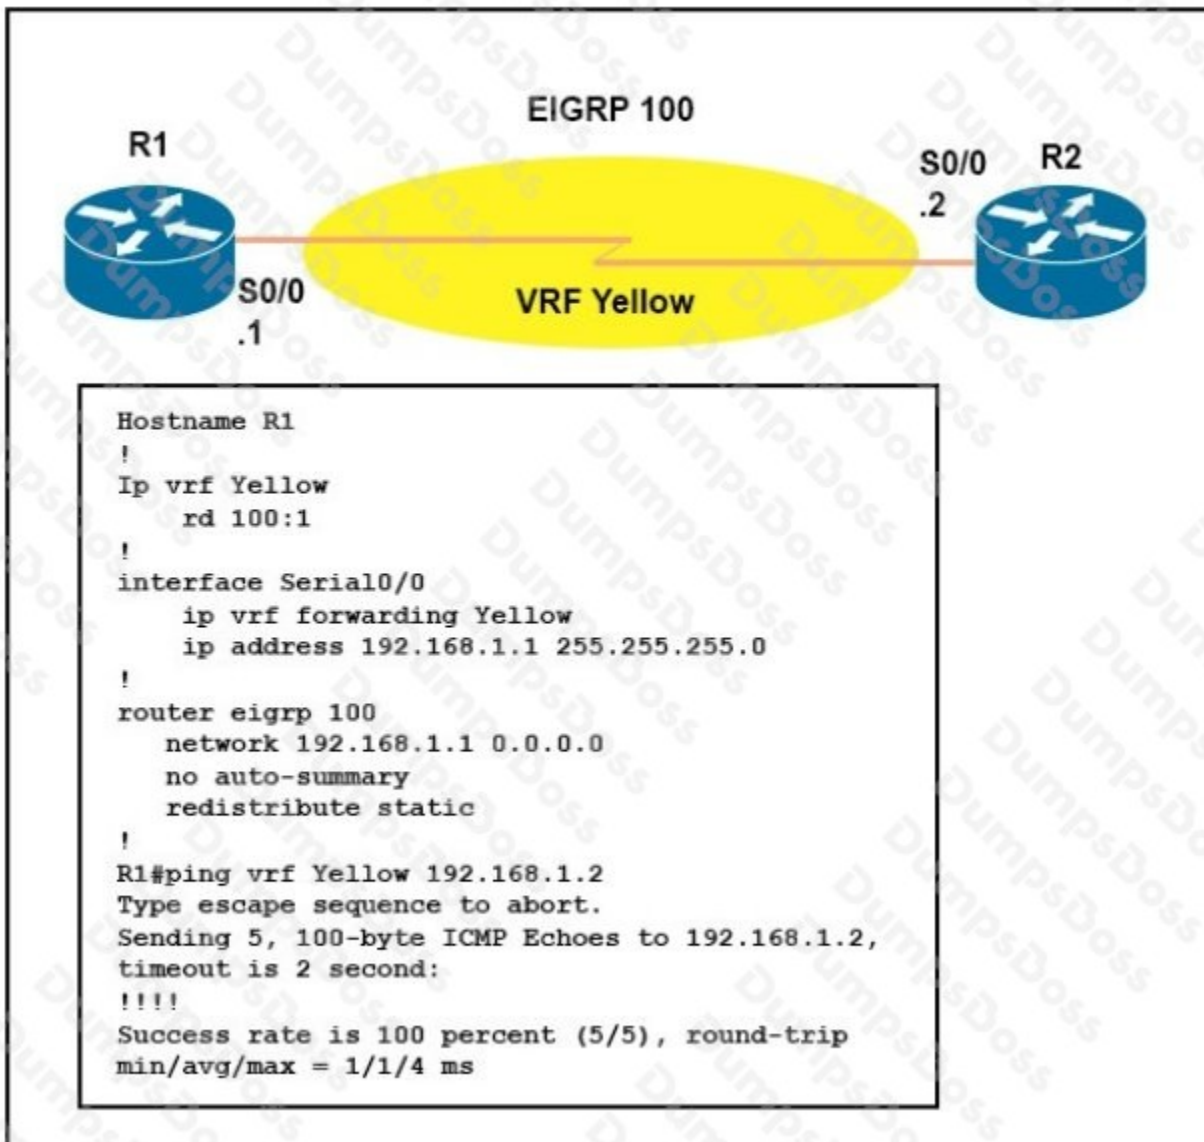 EIGRP 100
R1
S0/0
.2
R2
S0/0
.1
VRF Yellow
Hostname R1
!
Ip vrf Yellow
rd 100:1
!
interface Serial0/0
ip vrf forwarding Yellow
ip address 192.168.1.1 255.255.255.0
!
router eigrp 100
network 192.168.1.1 0.0.0.0
no auto-summary
redistribute static
!
R1#ping vrf Yellow 192.168.1.2
Type escape sequence to abort.
Sending 5, 100-byte ICMP Echoes to 192.168.1.2,
timeout is 2 second:
!!!!
Success rate is 100 percent (5/5), round-trip
min/avg/max = 1/1/4 ms
DumpsDoss